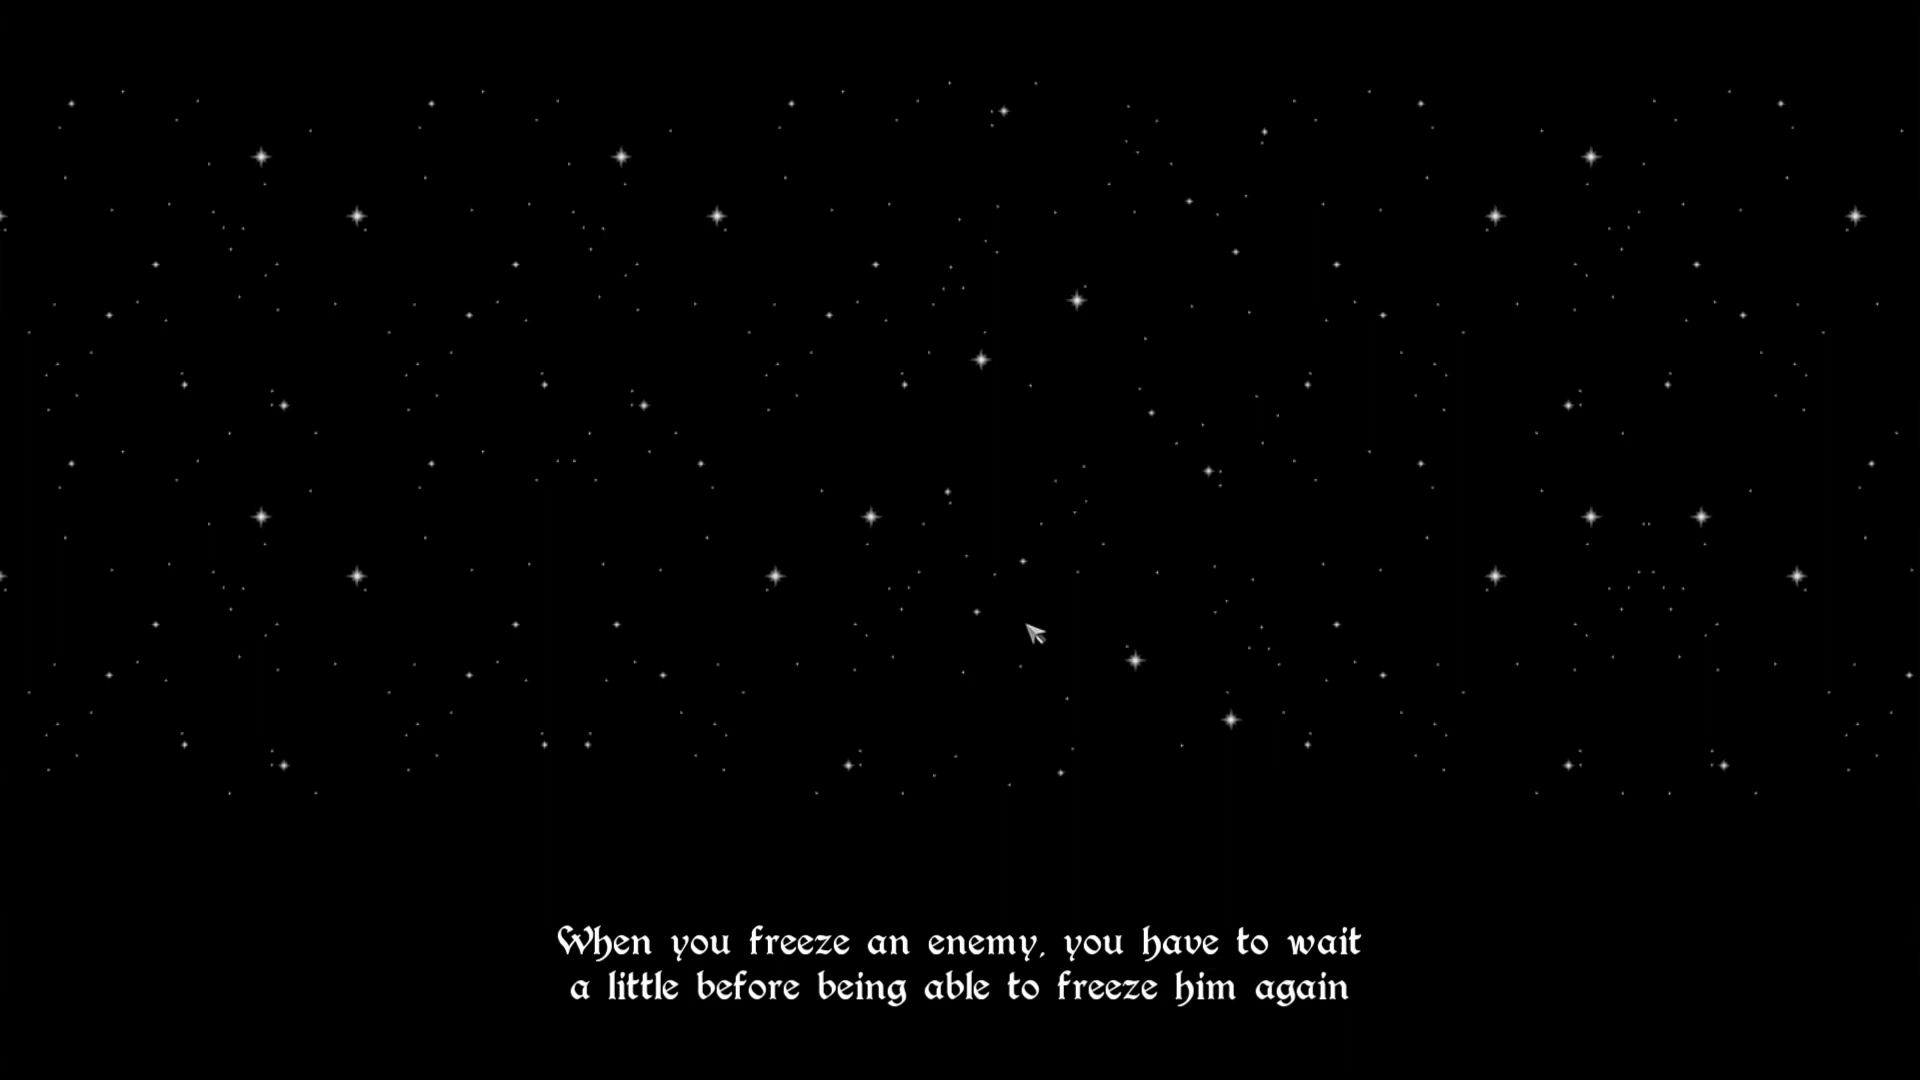 When you freeze an enemy, you have to wait
a little before being able to freeze him again